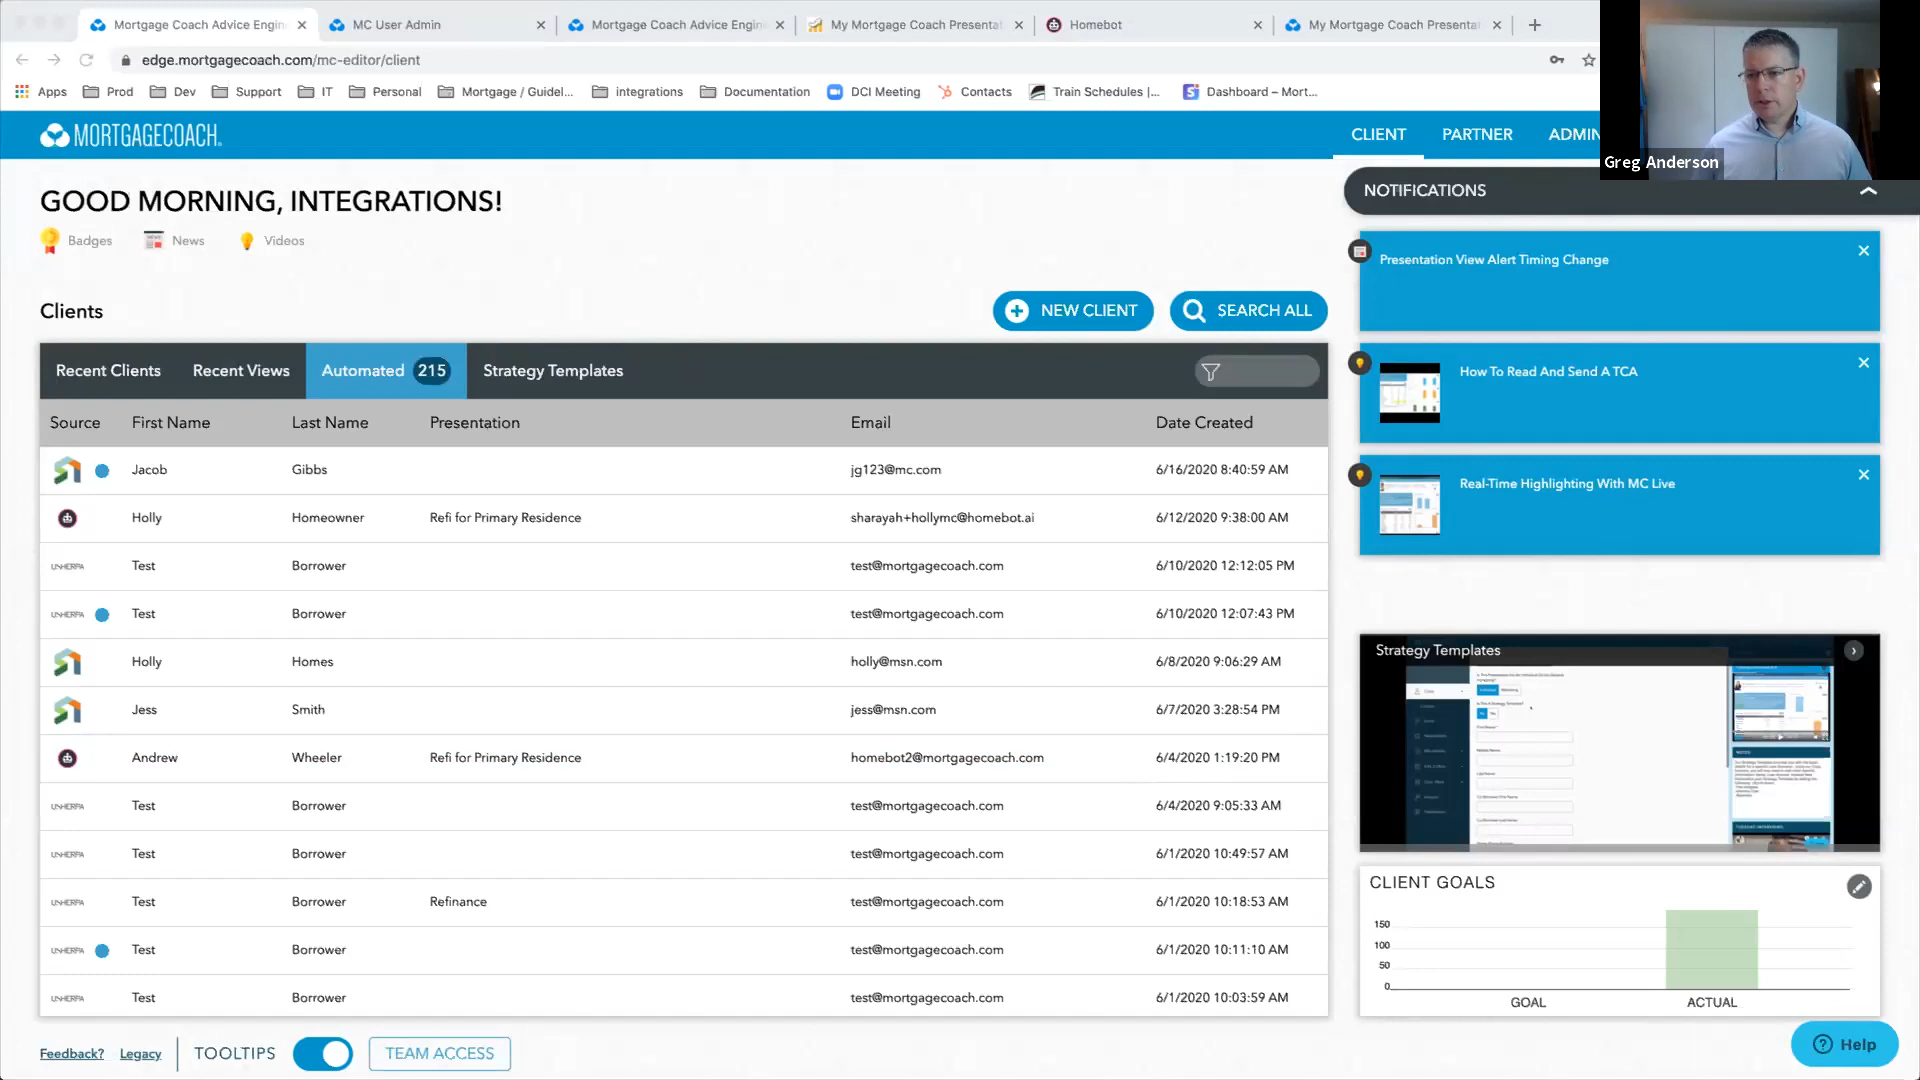 Mortgage Coach Advice Engin
MC User Admin
Mortgage Coach Advice Engin
My Mortgage Coach Presentat
Homebot
My Mortgage Coach Presentat
edge.mortgagecoach.com/mc-editor/client
Apps Prod Dev Support IT Personal Mortgage / Guidel... integrations Documentation DCI Meeting Contacts Train Schedules |... Dashboard – Mort...
MORTGAGECOACH
CLIENT PARTNER ADMIN
Greg Anderson
GOOD MORNING, INTEGRATIONS!
Badges News Videos
Clients
NEW CLIENT
SEARCH ALL
Recent Clients Recent Views Automated 215 Strategy Templates
Source First Name Last Name Presentation Email Date Created
Jacob Gibbs jg123@mc.com 6/16/2020 8:40:59 AM
Holly Homeowner Refi for Primary Residence sharayah+hollymc@homebot.ai 6/12/2020 9:38:00 AM
Test Borrower test@mortgagecoach.com 6/10/2020 12:12:05 PM
Test Borrower test@mortgagecoach.com 6/10/2020 12:07:43 PM
Holly Homes holly@msn.com 6/8/2020 9:06:29 AM
Jess Smith jess@msn.com 6/7/2020 3:28:54 PM
Andrew Wheeler Refi for Primary Residence homebot2@mortgagecoach.com 6/4/2020 1:19:20 PM
Test Borrower test@mortgagecoach.com 6/4/2020 9:05:33 AM
Test Borrower test@mortgagecoach.com 6/1/2020 10:49:57 AM
Test Borrower Refinance test@mortgagecoach.com 6/1/2020 10:18:53 AM
Test Borrower test@mortgagecoach.com 6/1/2020 10:11:10 AM
Test Borrower test@mortgagecoach.com 6/1/2020 10:03:59 AM
NOTIFICATIONS
Presentation View Alert Timing Change
How To Read And Send A TCA
Real-Time Highlighting With MC Live
Strategy Templates
CLIENT GOALS
150
100
50
0
GOAL ACTUAL
Feedback? Legacy TOOLTIPS TEAM ACCESS
Help